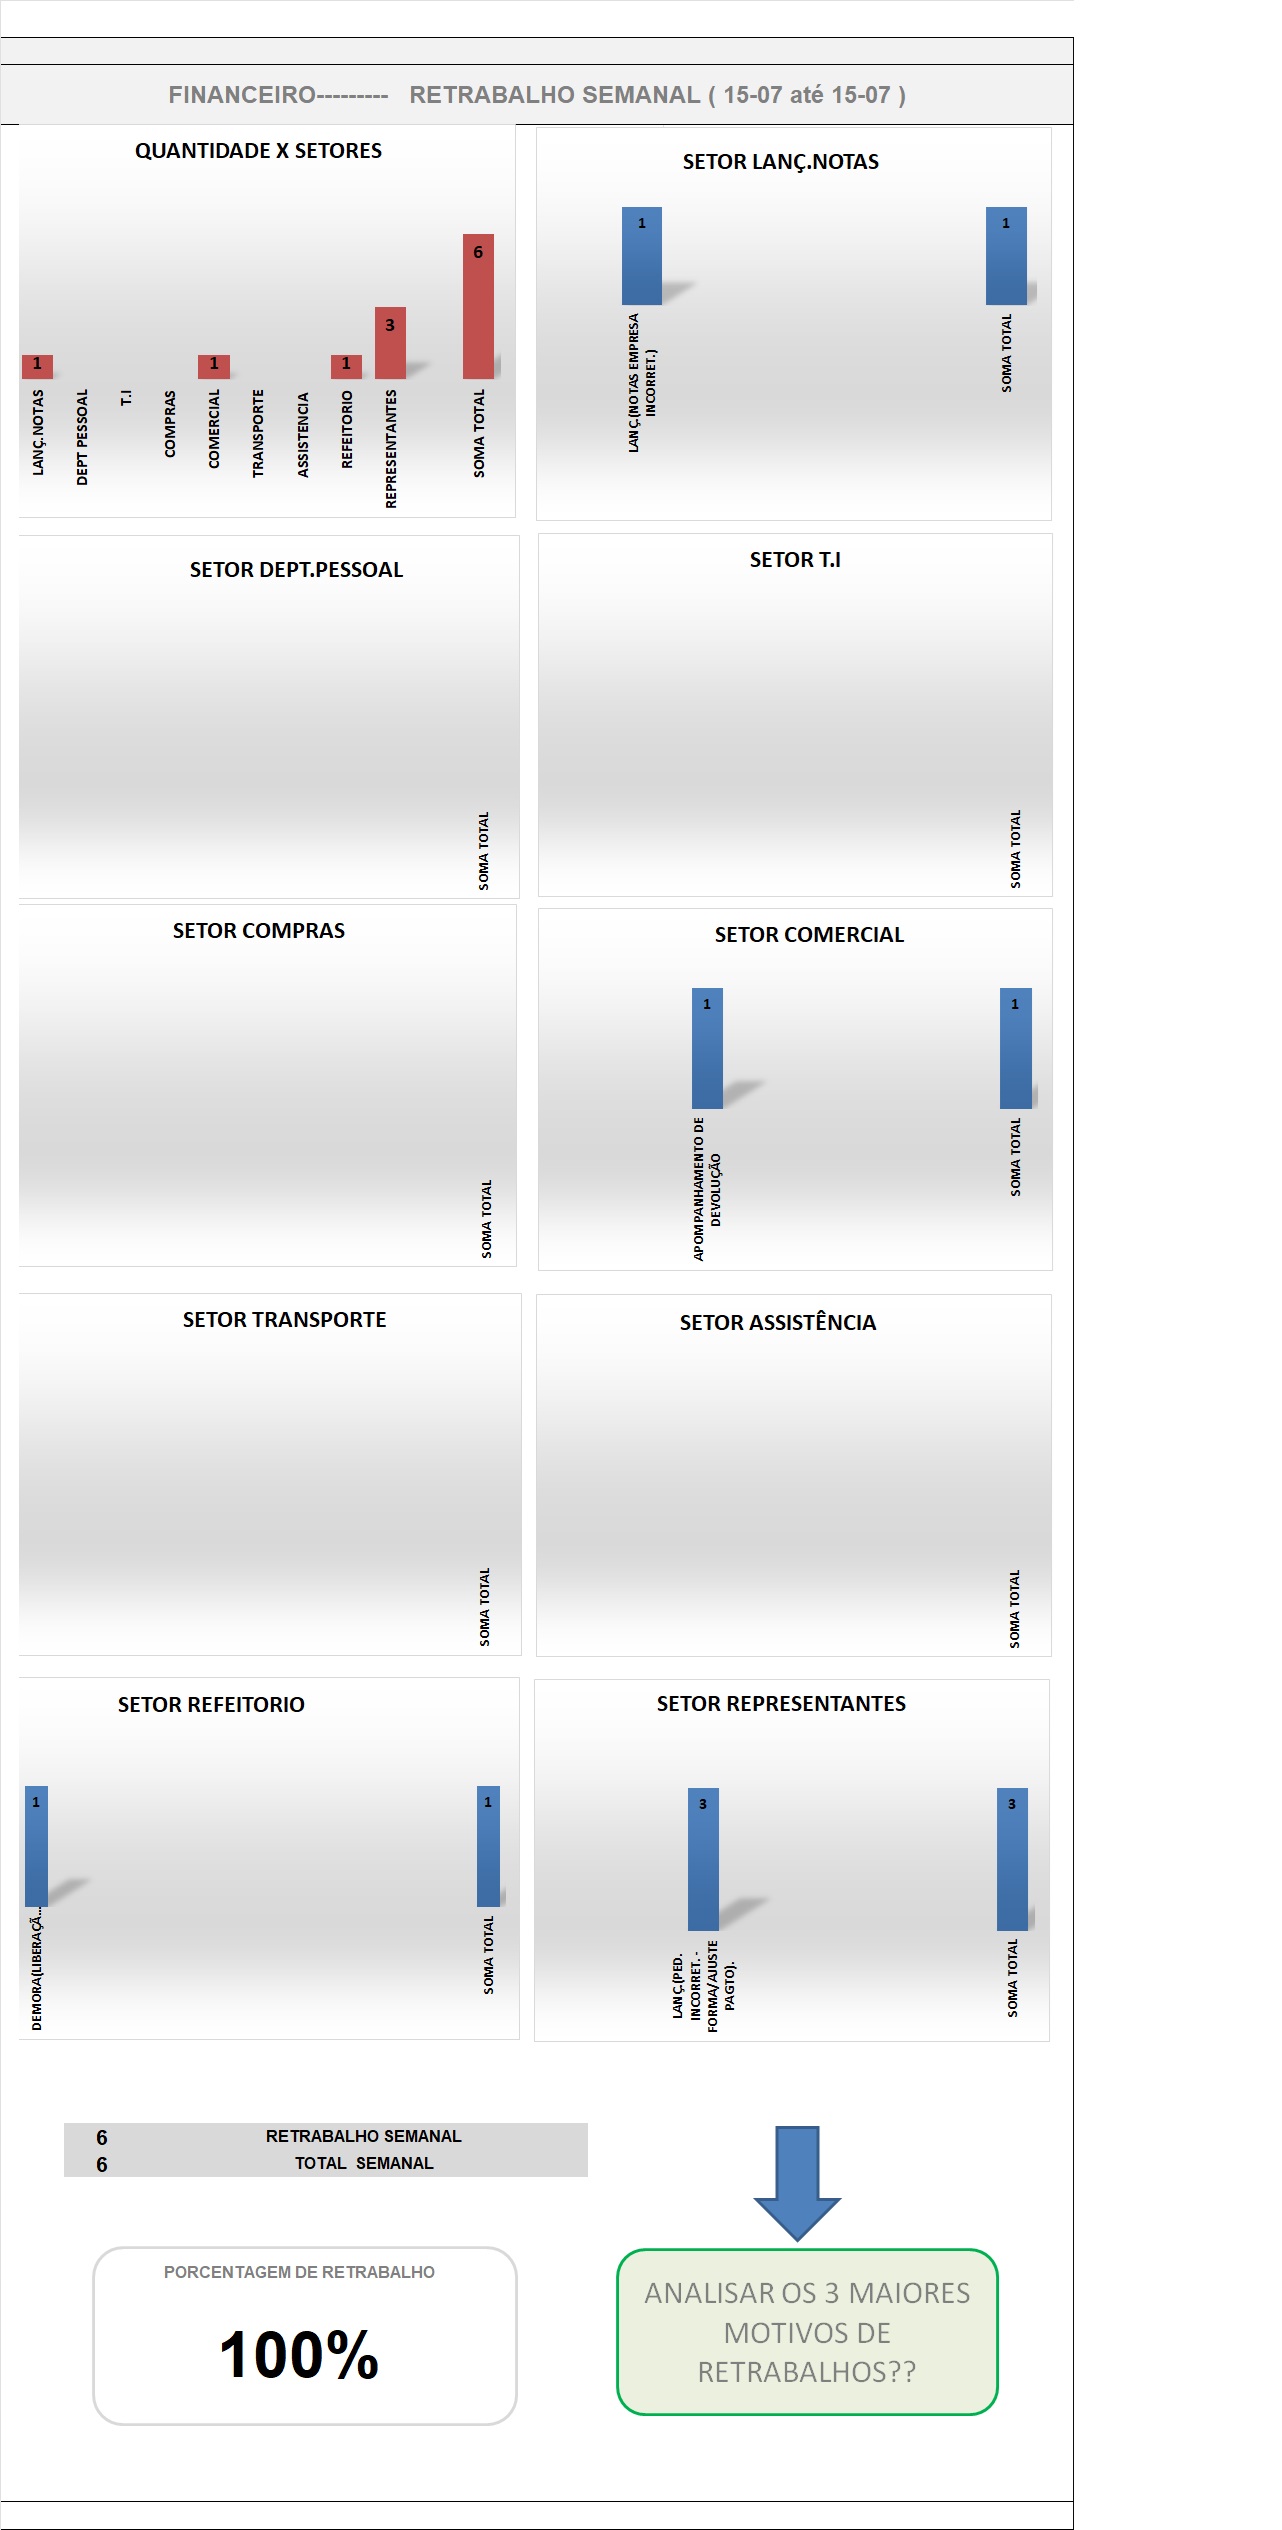 FINANCEIRO--------- RETRABALHO SEMANAL ( 15-07 até 15-07 )
QUANTIDADE X SETORES
6
3
1
1
1
LANÇ.NOTAS
DEPT PESSOAL
T.I
COMPRAS
COMERCIAL
TRANSPORTE
ASSISTENCIA
REFEITORIO
REPRESENTANTES
SOMA TOTAL
SETOR LANÇ.NOTAS
1
1
LANÇ.(NOTAS EMPRESA
INCORRET.)
SOMA TOTAL
SETOR DEPT.PESSOAL
SOMA TOTAL
SETOR T.I
SOMA TOTAL
SETOR COMPRAS
SOMA TOTAL
SETOR COMERCIAL
1
1
APOMPANHAMENTO DE
DEVOLUÇÃO
SOMA TOTAL
SETOR TRANSPORTE
SOMA TOTAL
SETOR ASSISTÊNCIA
SOMA TOTAL
SETOR REFEITORIO
1
1
DEMORA(LIBERAÇÃ...
SOMA TOTAL
SETOR REPRESENTANTES
3
3
LANÇ.(PED.
INCORRET. -
FORMA/AJUSTE
PAGTO).
SOMA TOTAL
6 RETRABALHO SEMANAL
6 TOTAL SEMANAL
PORCENTAGEM DE RETRABALHO
100%
ANALISAR OS 3 MAIORES
MOTIVOS DE
RETRABALHOS??